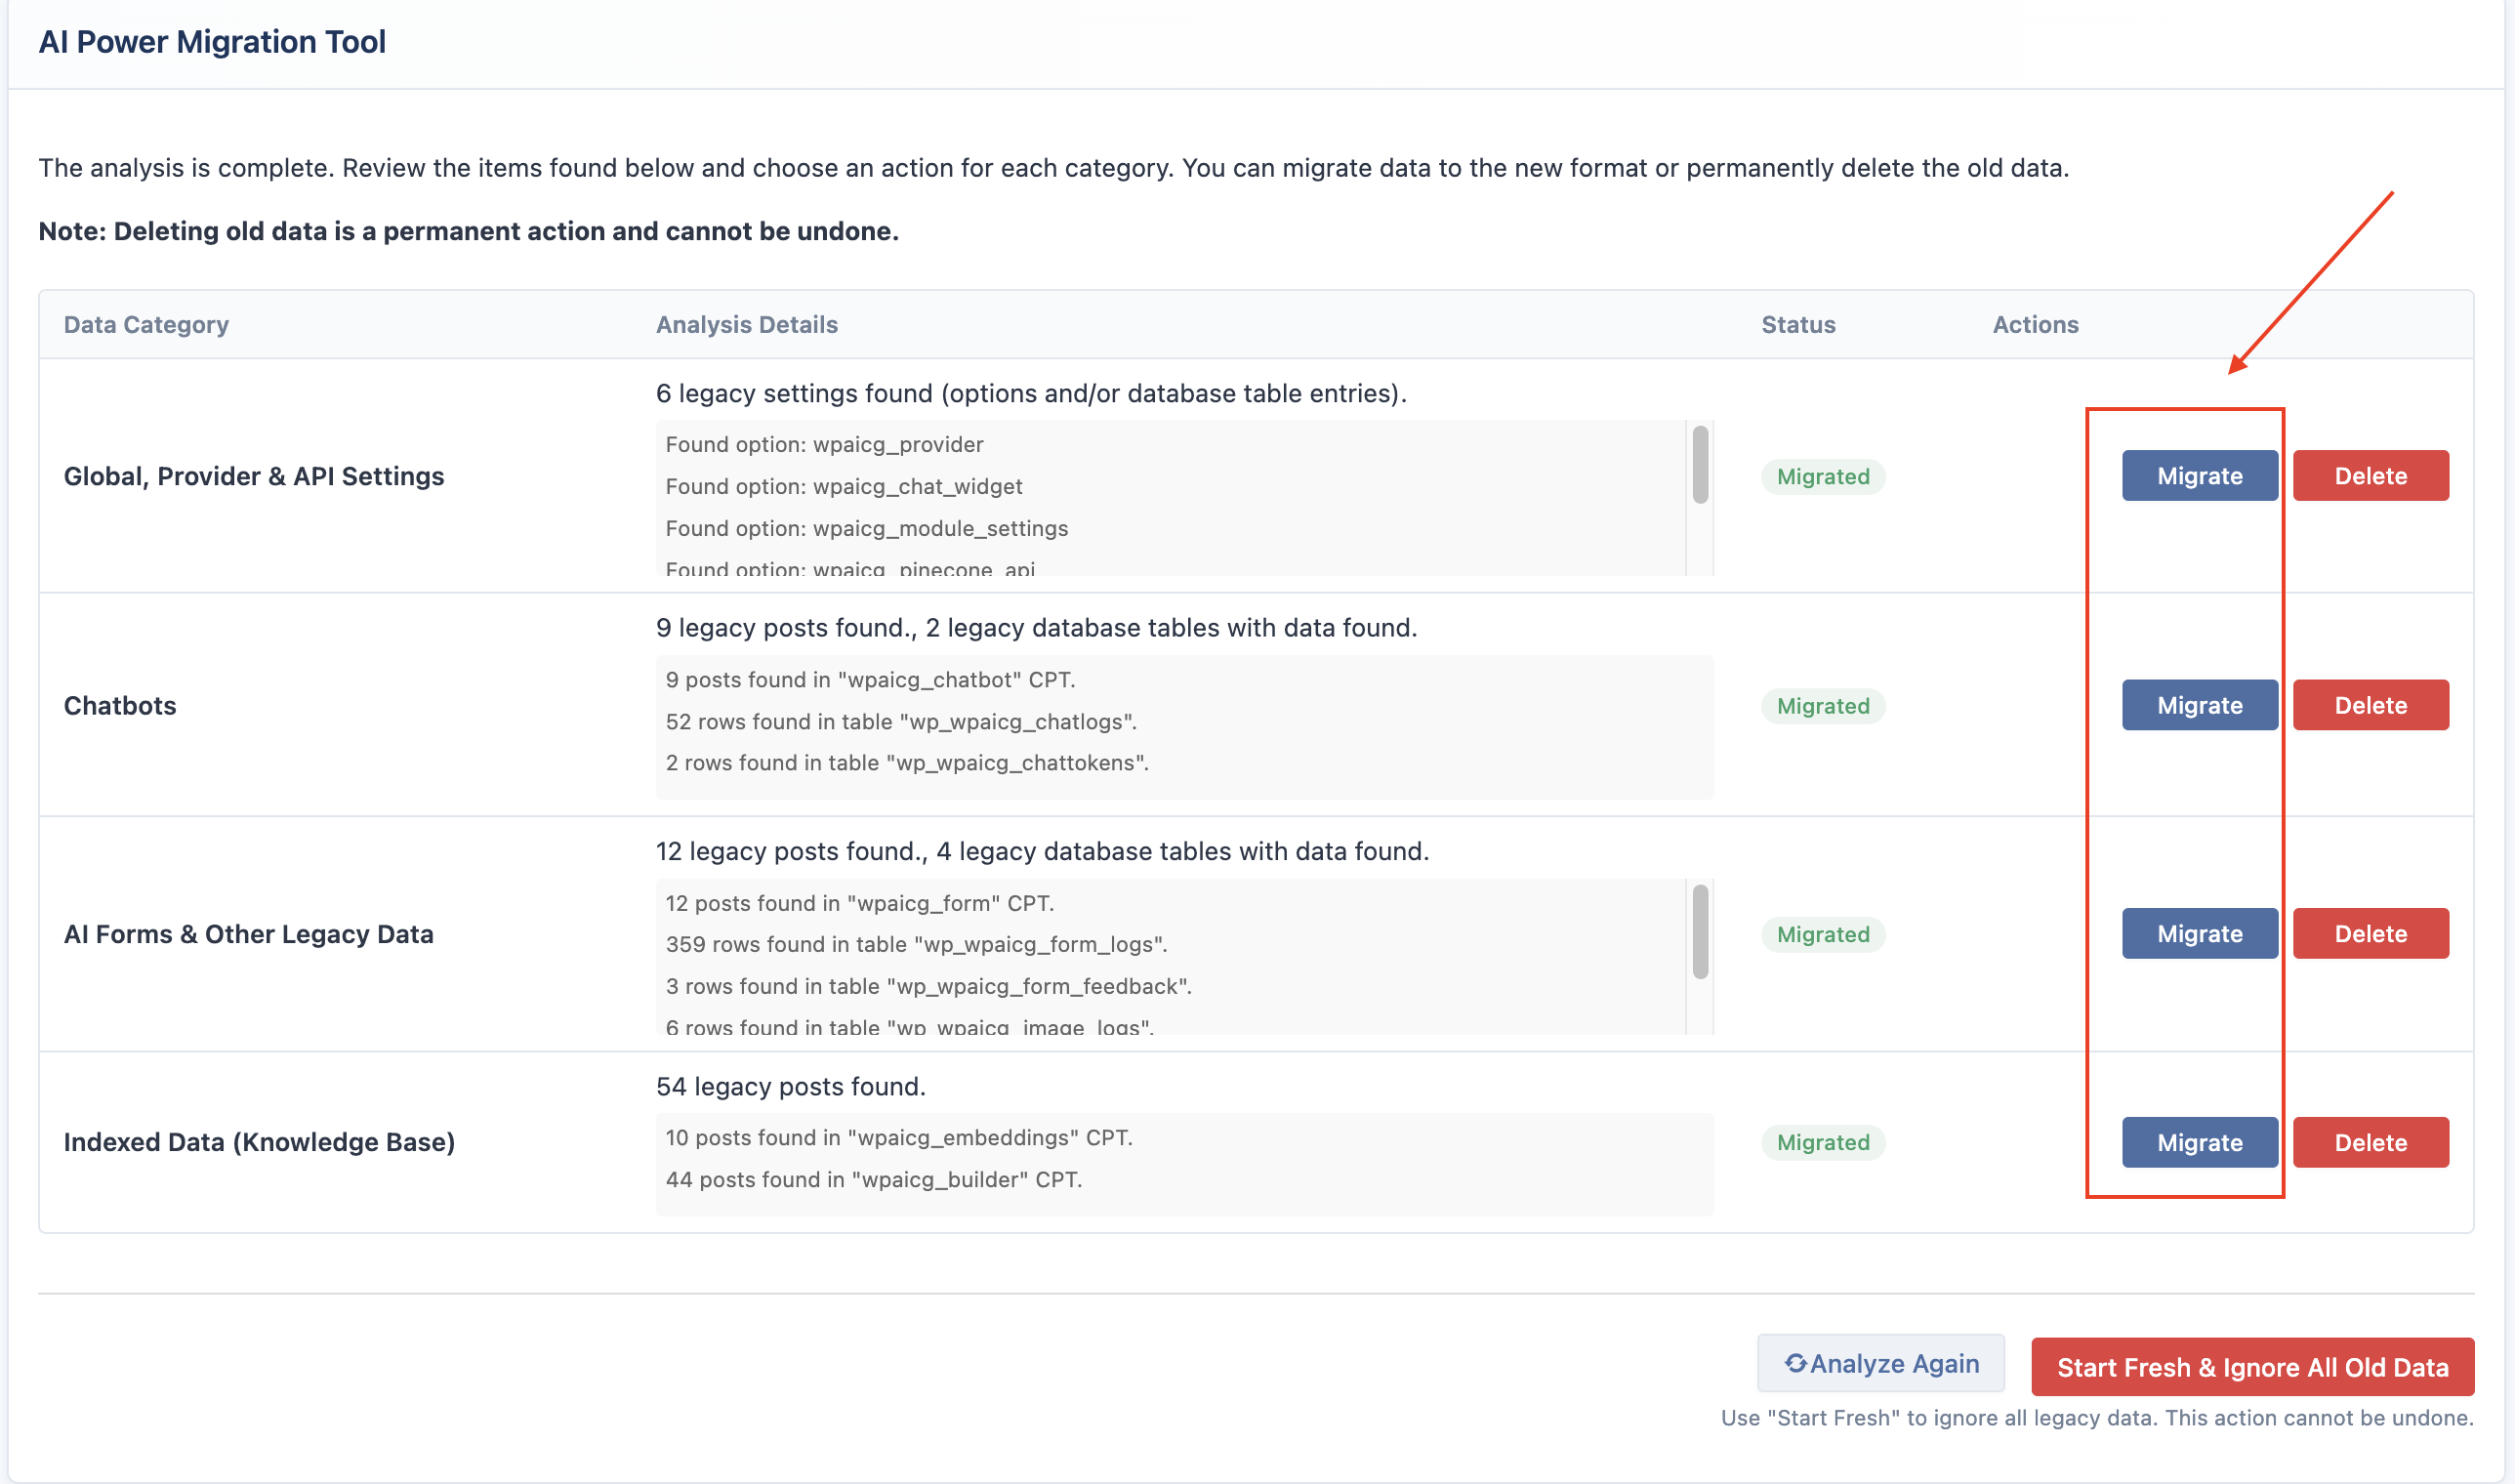 AI Power Migration Tool
The analysis is complete. Review the items found below and choose an action for each category. You can migrate data to the new format or permanently delete the old data.
Note: Deleting old data is a permanent action and cannot be undone.
Data Category Analysis Details Status Actions
6 legacy settings found (options and/or database table entries).
Found option: wpaicg_provider
Found option: wpaicg_chat_widget
Found option: wpaicg_module_settings
Found option: wpaicg_pinecone_api
Global, Provider & API Settings
Migrated
Migrate Delete
9 legacy posts found., 2 legacy database tables with data found.
9 posts found in "wpaicg_chatbot" CPT.
52 rows found in table "wp_wpaicg_chatlogs".
2 rows found in table "wp_wpaicg_chattokens".
Chatbots
Migrated
Migrate Delete
12 legacy posts found., 4 legacy database tables with data found.
12 posts found in "wpaicg_form" CPT.
359 rows found in table "wp_wpaicg_form_logs".
3 rows found in table "wp_wpaicg_form_feedback".
6 rows found in table "wp_wpaicg_image_logs".
AI Forms & Other Legacy Data
Migrated
Migrate Delete
54 legacy posts found.
10 posts found in "wpaicg_embeddings" CPT.
44 posts found in "wpaicg_builder" CPT.
Indexed Data (Knowledge Base)
Migrated
Migrate Delete
Analyze Again
Start Fresh & Ignore All Old Data
Use "Start Fresh" to ignore all legacy data. This action cannot be undone.